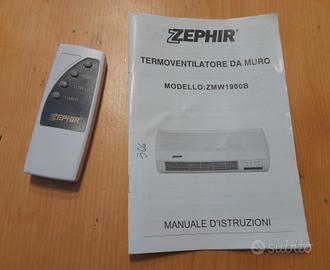 ZEPHIR
TERMOVENTILATORE DA MURO
MODELLO:ZMW1900B
ZEPHIR
MANUALE D'ISTRUZIONI
ZEPHIR
subito